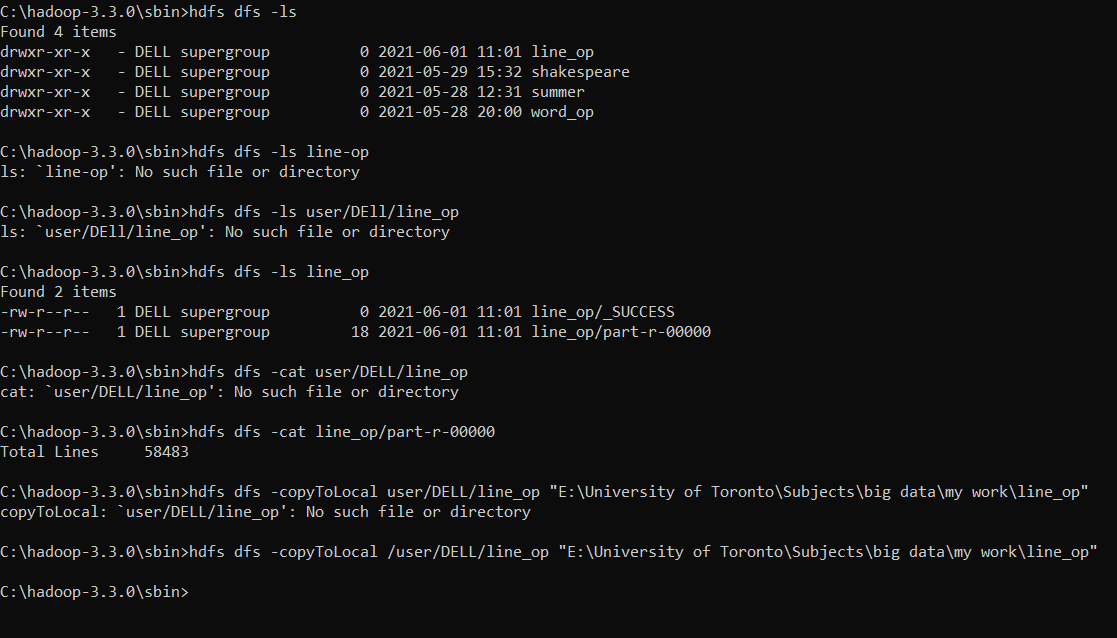 C:\hadoop-3.3.0\sbin>hdfs dfs -ls
Found 4 items
drwxr-xr-x   - DELL supergroup          0 2021-06-01 11:01 line_op
drwxr-xr-x   - DELL supergroup          0 2021-05-29 15:32 shakespeare
drwxr-xr-x   - DELL supergroup          0 2021-05-28 12:31 summer
drwxr-xr-x   - DELL supergroup          0 2021-05-28 20:00 word_op
C:\hadoop-3.3.0\sbin>hdfs dfs -ls line-op
ls: `line-op': No such file or directory
C:\hadoop-3.3.0\sbin>hdfs dfs -ls user/DEll/line_op
ls: `user/DEll/line_op': No such file or directory
C:\hadoop-3.3.0\sbin>hdfs dfs -ls line_op
Found 2 items
-rw-r--r--   1 DELL supergroup          0 2021-06-01 11:01 line_op/_SUCCESS
-rw-r--r--   1 DELL supergroup         18 2021-06-01 11:01 line_op/part-r-00000
C:\hadoop-3.3.0\sbin>hdfs dfs -cat user/DELL/line_op
cat: `user/DELL/line_op': No such file or directory
C:\hadoop-3.3.0\sbin>hdfs dfs -cat line_op/part-r-00000
Total Lines     58483
C:\hadoop-3.3.0\sbin>hdfs dfs -copyToLocal user/DELL/line_op "E:\University of Toronto\Subjects\big data\my work\line_op"
copyToLocal: `user/DELL/line_op': No such file or directory
C:\hadoop-3.3.0\sbin>hdfs dfs -copyToLocal /user/DELL/line_op "E:\University of Toronto\Subjects\big data\my work\line_op"
C:\hadoop-3.3.0\sbin>